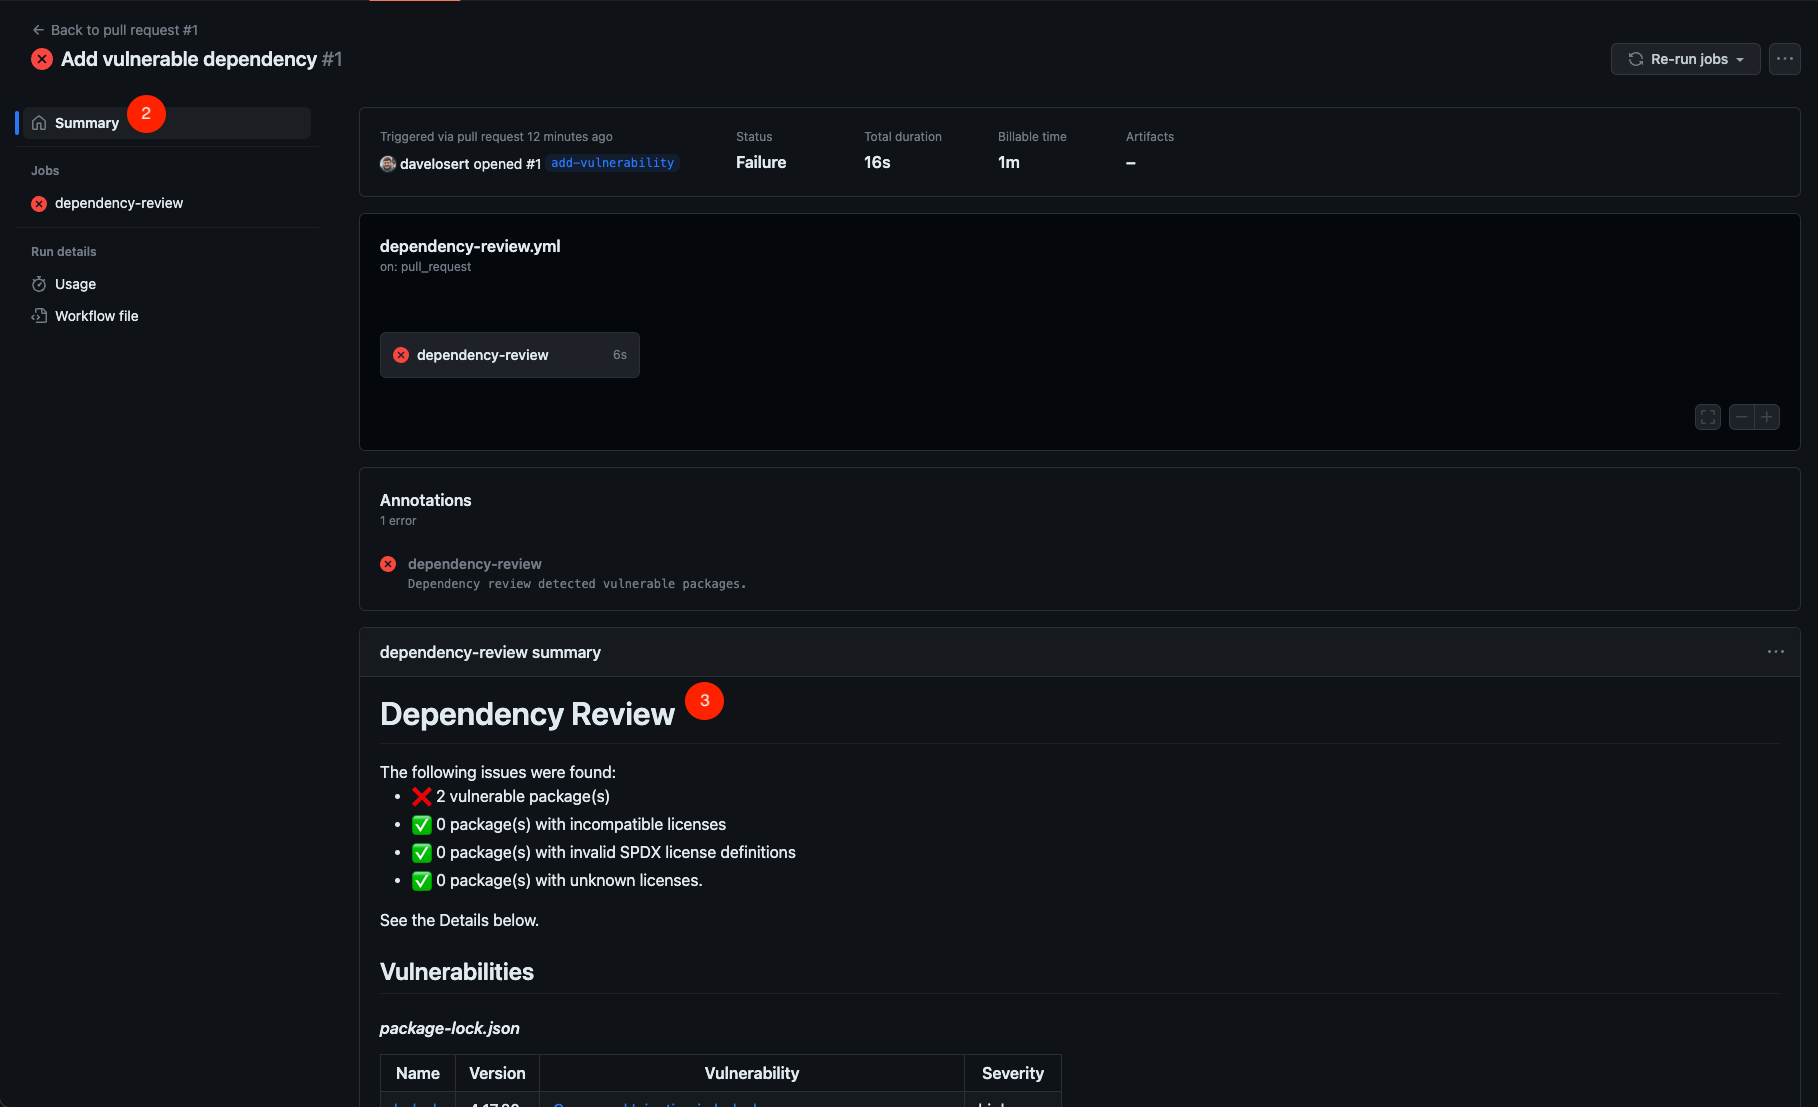 Back to pull request #1
Add vulnerable dependency #1
Re-run jobs
Summary
2
Jobs
dependency-review
Run details
Usage
Workflow file
Triggered via pull request 12 minutes ago
davelosert opened #1 add-vulnerability
Status
Failure
Total duration
16s
Billable time
1m
Artifacts
–
dependency-review.yml
on: pull_request
dependency-review 6s
Annotations
1 error
dependency-review
Dependency review detected vulnerable packages.
dependency-review summary
Dependency Review
3
The following issues were found:
• ❌ 2 vulnerable package(s)
• ✅ 0 package(s) with incompatible licenses
• ✅ 0 package(s) with invalid SPDX license definitions
• ✅ 0 package(s) with unknown licenses.
See the Details below.
Vulnerabilities
package-lock.json
Name Version Vulnerability Severity